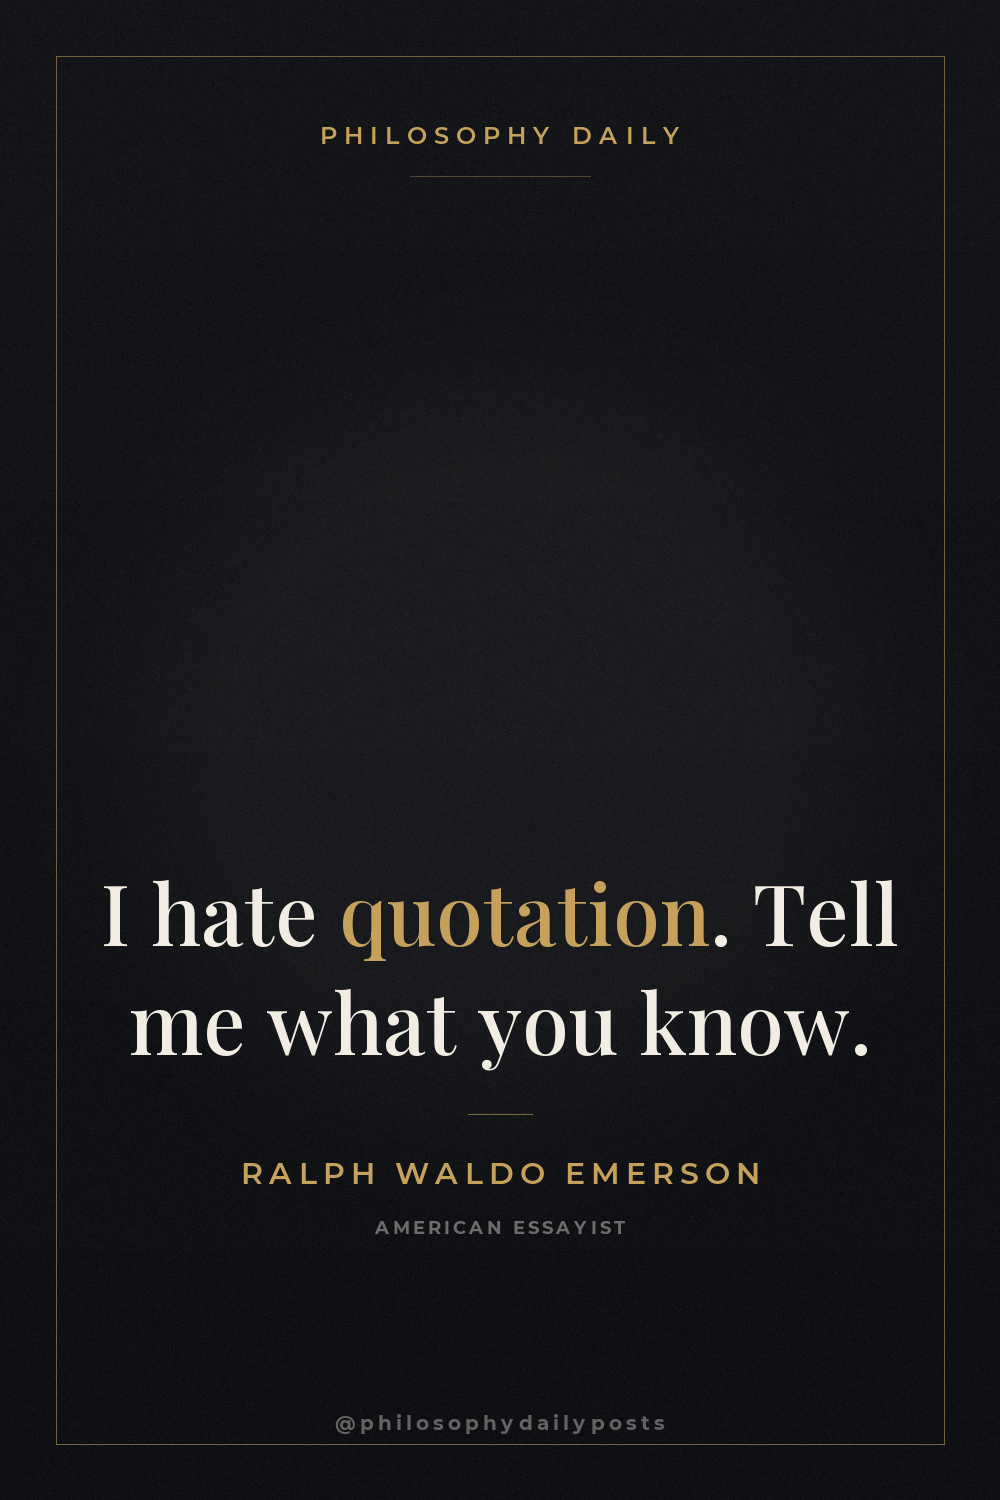 PHILOSOPHY DAILY
I hate quotation. Tell
me what you know.
RALPH WALDO EMERSON
AMERICAN ESSAYIST
@philosophydailyposts